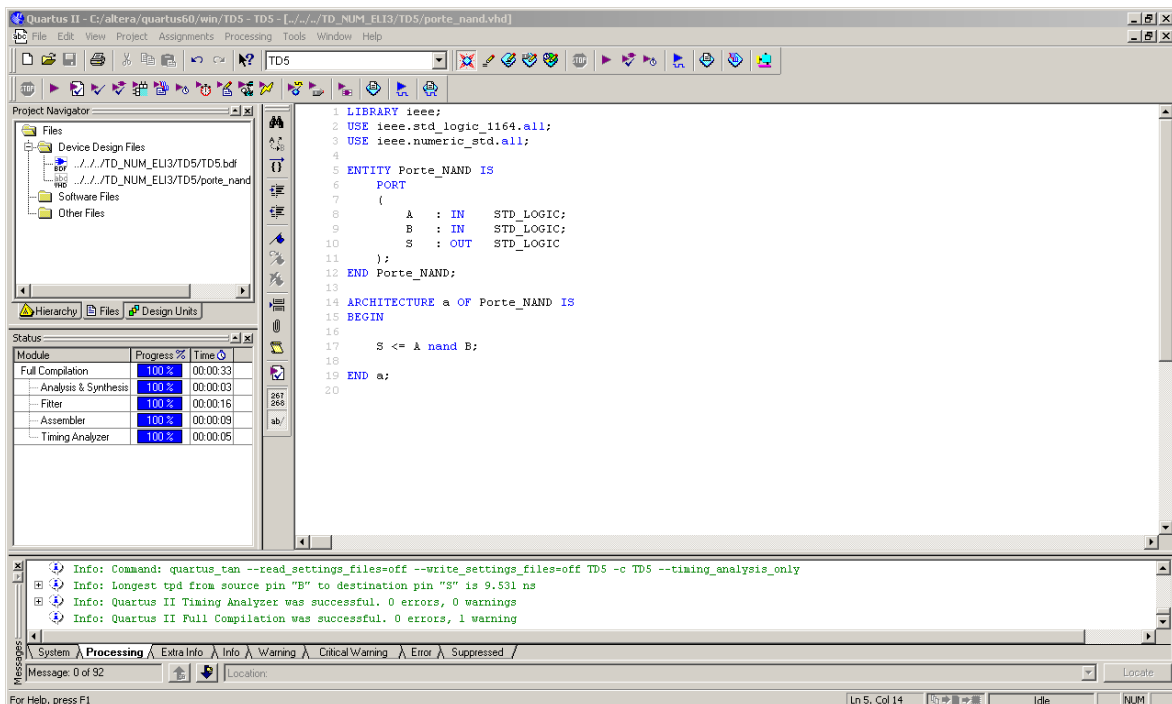 Quartus II - C:/altera/quartus60/win/TD5 - TD5 - [../../../TD_NUM_ELI3/TD5/porte_nand.vhd]
File Edit View Project Assignments Processing Tools Window Help
TD5
Project Navigator
Files
Device Design Files
../../../TD_NUM_ELI3/TD5/TD5.bdf
../../../TD_NUM_ELI3/TD5/porte_nand
Software Files
Other Files
Hierarchy Files Design Units
Status
Module Progress % Time
Full Compilation 100 % 00:00:33
Analysis & Synthesis 100 % 00:00:03
Fitter 100 % 00:00:16
Assembler 100 % 00:00:09
Timing Analyzer 100 % 00:00:05
267
268
ab/
1 LIBRARY ieee;
2 USE ieee.std_logic_1164.all;
3 USE ieee.numeric_std.all;
4
5 ENTITY Porte_NAND IS
6 PORT
7 (
8 A : IN STD_LOGIC;
9 B : IN STD_LOGIC;
10 S : OUT STD_LOGIC
11 );
12 END Porte_NAND;
13
14 ARCHITECTURE a OF Porte_NAND IS
15 BEGIN
16
17 S <= A nand B;
18
19 END a;
20
Info: Command: quartus_tan --read_settings_files=off --write_settings_files=off TD5 -c TD5 --timing_analysis_only
Info: Longest tpd from source pin "B" to destination pin "S" is 9.531 ns
Info: Quartus II Timing Analyzer was successful. 0 errors, 0 warnings
Info: Quartus II Full Compilation was successful. 0 errors, 1 warning
Messages
System Processing Extra Info Info Warning Critical Warning Error Suppressed
Message: 0 of 92 Location: Locate
For Help, press F1 Ln 5, Col 14 Idle NUM